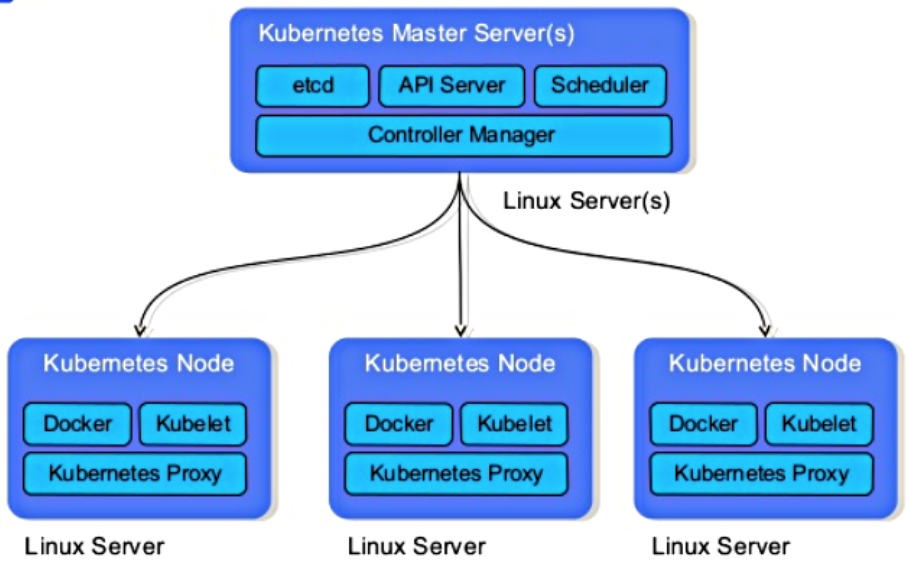 Kubernetes Master Server(s)
etcd API Server Scheduler
Controller Manager
Linux Server(s)
Kubernetes Node Kubernetes Node Kubernetes Node
Docker Kubelet Docker Kubelet Docker Kubelet
Kubernetes Proxy Kubernetes Proxy Kubernetes Proxy
Linux Server Linux Server Linux Server